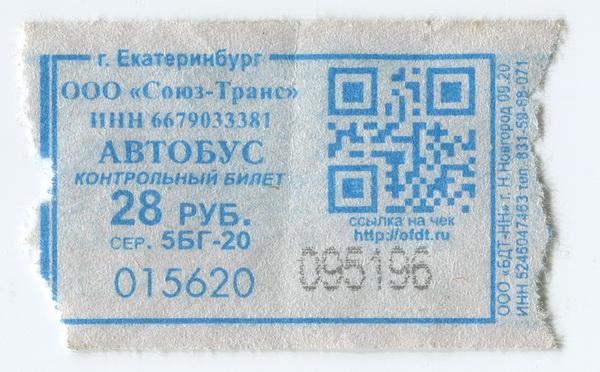 г. Екатеринбург
ООО «Союз-Транс»
ИНН 6679033381
АВТОБУС
КОНТРОЛЬНЫЙ БИЛЕТ
28 РУБ.
СЕР. 5БГ-20
015620
ссылка на чек
http://ofdt.ru
095196
ООО «БДТ-НН» г. Н.Новгород 09.20
ИНН 5246047463 тел. 831-59-68-071